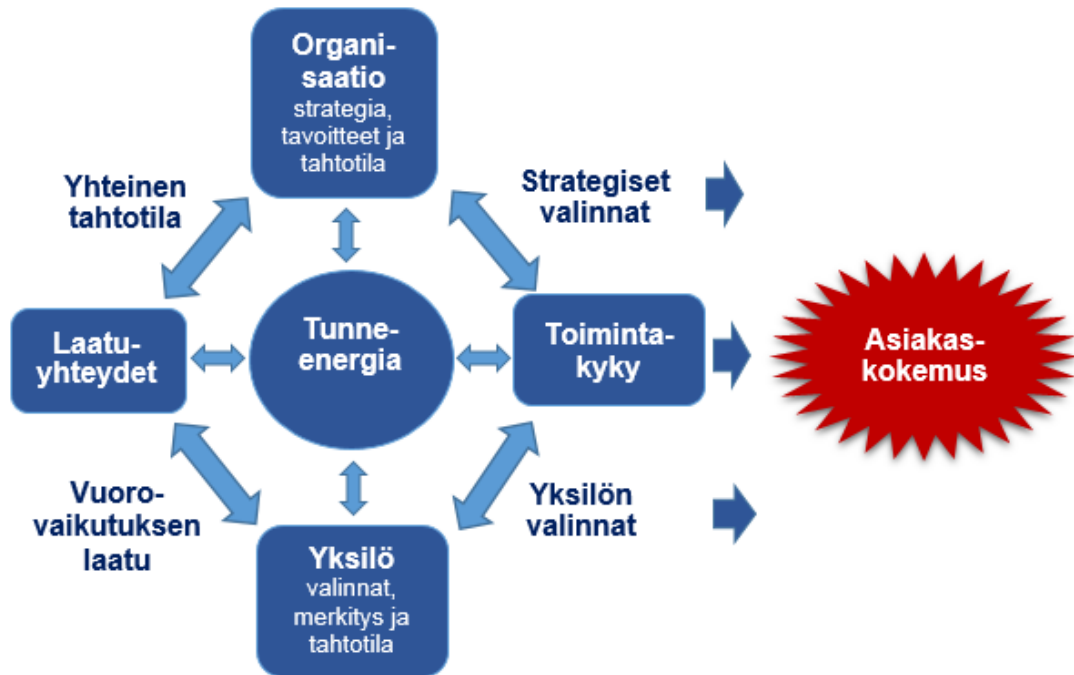 Organi-
saatio
strategia,
tavoitteet ja
tahtotila
Yhteinen
tahtotila
Strategiset
valinnat
Laatu-
yhteydet
Tunne-
energia
Toiminta-
kyky
Asiakas-
kokemus
Vuoro-
vaikutuksen
laatu
Yksilön
valinnat
Yksilö
valinnat,
merkitys ja
tahtotila